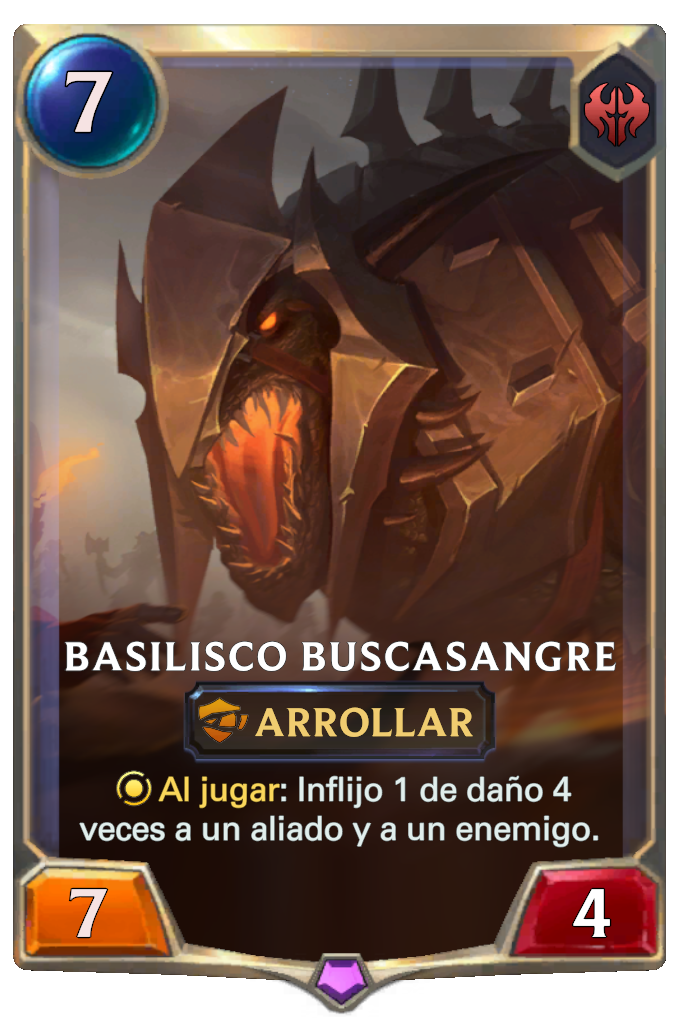 7
BASILISCO BUSCASANGRE
ARROLLAR
Al jugar: Inflijo 1 de daño 4
veces a un aliado y a un enemigo.
7
4